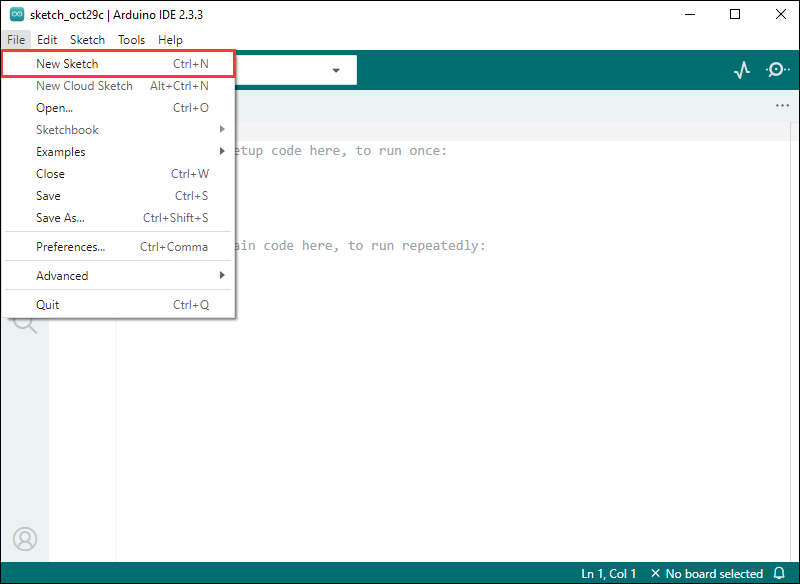 sketch_oct29c | Arduino IDE 2.3.3
File Edit Sketch Tools Help
New Sketch Ctrl+N
New Cloud Sketch Alt+Ctrl+N
Open... Ctrl+O
Sketchbook
Examples
Close Ctrl+W
Save Ctrl+S
Save As... Ctrl+Shift+S
Preferences... Ctrl+Comma
Advanced
Quit Ctrl+Q
etup code here, to run once:
ain code here, to run repeatedly:
Ln 1, Col 1 No board selected